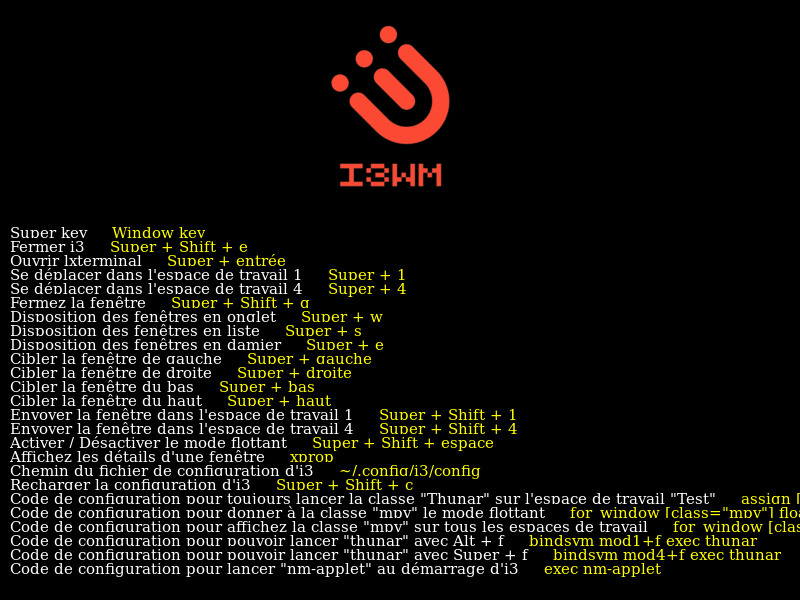 I3WM
Super key Window key
Fermer i3 Super + Shift + e
Ouvrir lxterminal Super + entrée
Se déplacer dans l'espace de travail 1 Super + 1
Se déplacer dans l'espace de travail 4 Super + 4
Fermez la fenêtre Super + Shift + q
Disposition des fenêtres en onglet Super + w
Disposition des fenêtres en liste Super + s
Disposition des fenêtres en damier Super + e
Cibler la fenêtre de gauche Super + gauche
Cibler la fenêtre de droite Super + droite
Cibler la fenêtre du bas Super + bas
Cibler la fenêtre du haut Super + haut
Envoyer la fenêtre dans l'espace de travail 1 Super + Shift + 1
Envoyer la fenêtre dans l'espace de travail 4 Super + Shift + 4
Activer / Désactiver le mode flottant Super + Shift + espace
Affichez les détails d'une fenêtre xprop
Chemin du fichier de configuration d'i3 ~/.config/i3/config
Recharger la configuration d'i3 Super + Shift + c
Code de configuration pour toujours lancer la classe "Thunar" sur l'espace de travail "Test" assign [
Code de configuration pour donner à la classe "mpv" le mode flottant for_window [class="mpv"] floa
Code de configuration pour affichez la classe "mpv" sur tous les espaces de travail for_window [clas
Code de configuration pour pouvoir lancer "thunar" avec Alt + f bindsym mod1+f exec thunar
Code de configuration pour pouvoir lancer "thunar" avec Super + f bindsym mod4+f exec thunar
Code de configuration pour lancer "nm-applet" au démarrage d'i3 exec nm-applet